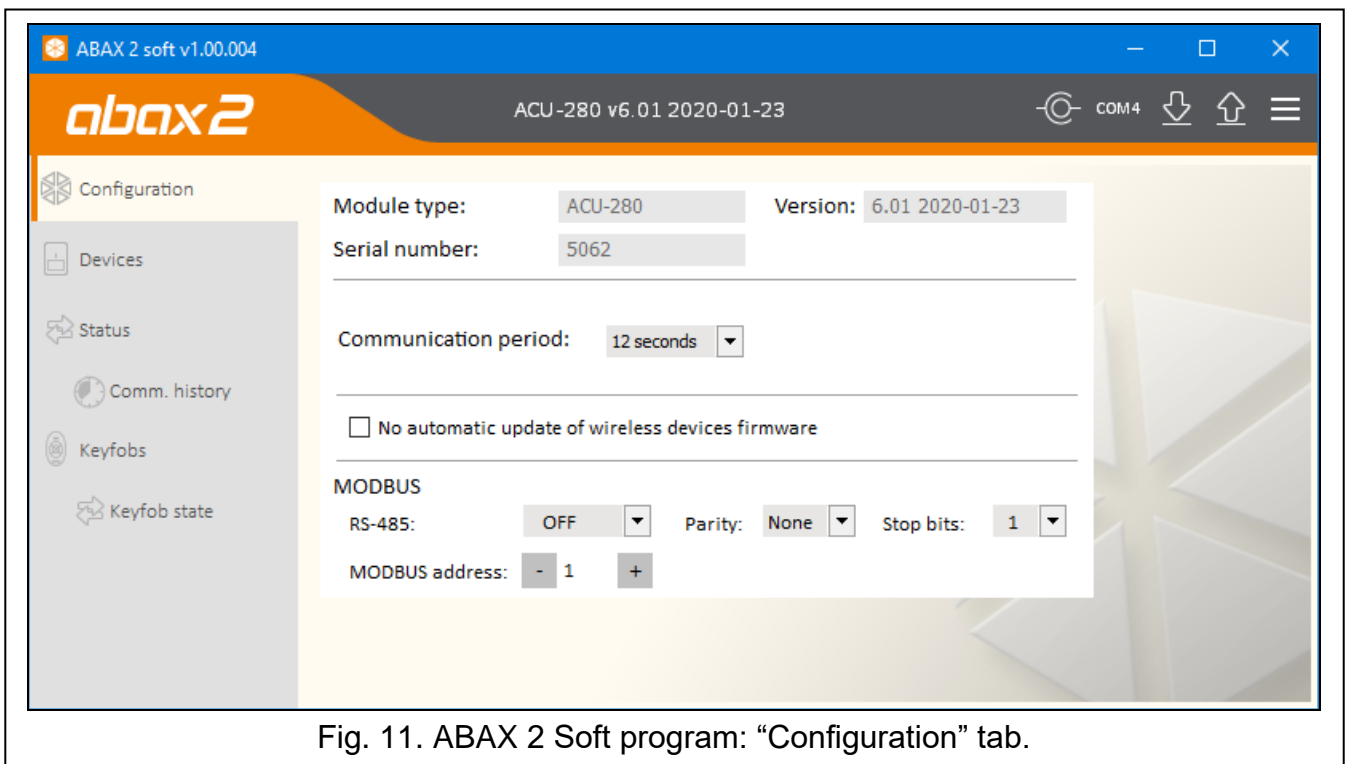 ABAX 2 soft v1.00.004
abax 2
ACU-280 v6.01 2020-01-23
COM4
Configuration
Devices
Status
Comm. history
Keyfobs
Keyfob state
Module type: ACU-280 Version: 6.01 2020-01-23
Serial number: 5062
Communication period: 12 seconds
No automatic update of wireless devices firmware
MODBUS
RS-485: OFF Parity: None Stop bits: 1
MODBUS address: - 1 +
Fig. 11. ABAX 2 Soft program: “Configuration” tab.